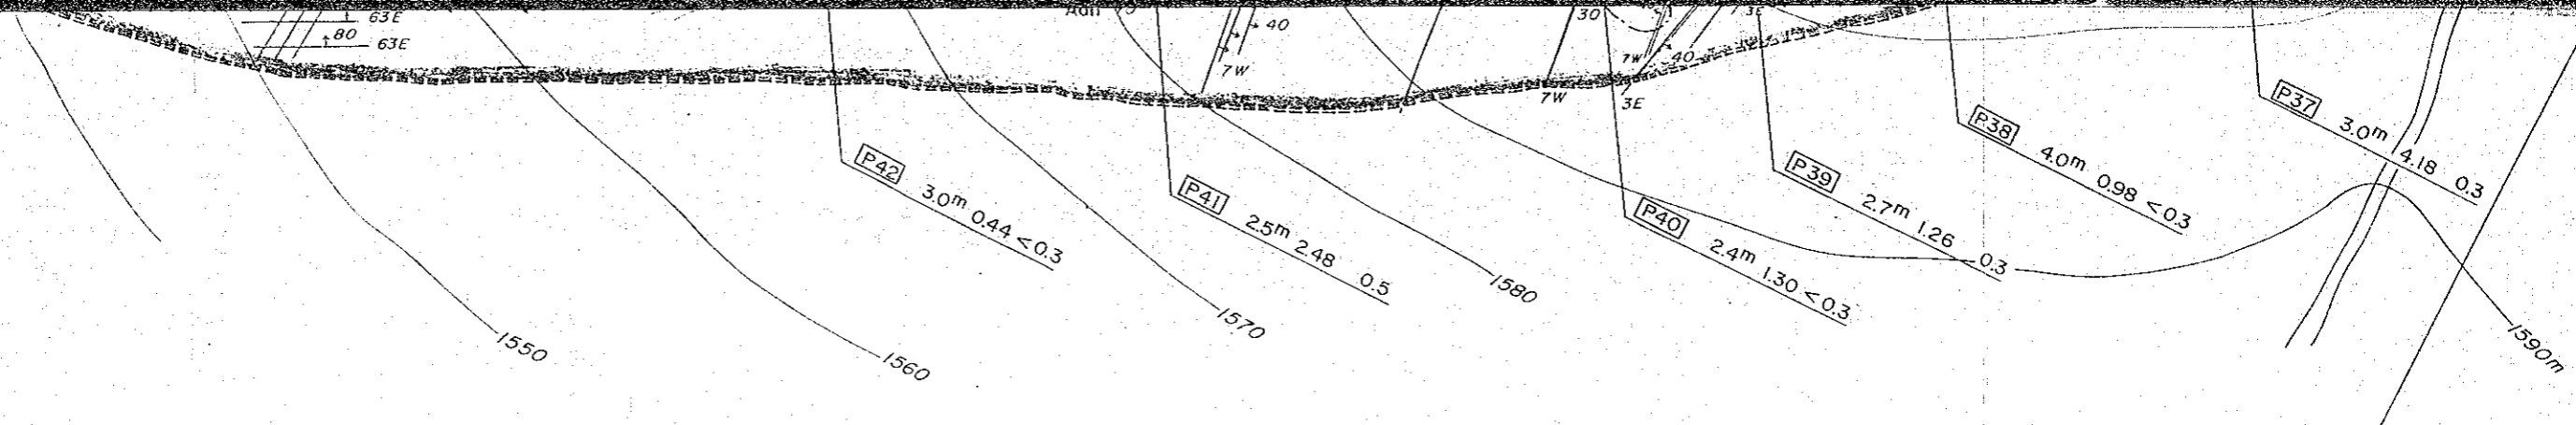 63E
80
63E
40
7W
30
3E
7W
40
7W
3E
P37 3.0m 4.18 0.3
P38 4.0m 0.98 <0.3
P39 2.7m 1.26 0.3
P40 2.4m 1.30 <0.3
P41 2.5m 2.48 0.5
P42 3.0m 0.44 <0.3
1550
1560
1570
1580
1590m